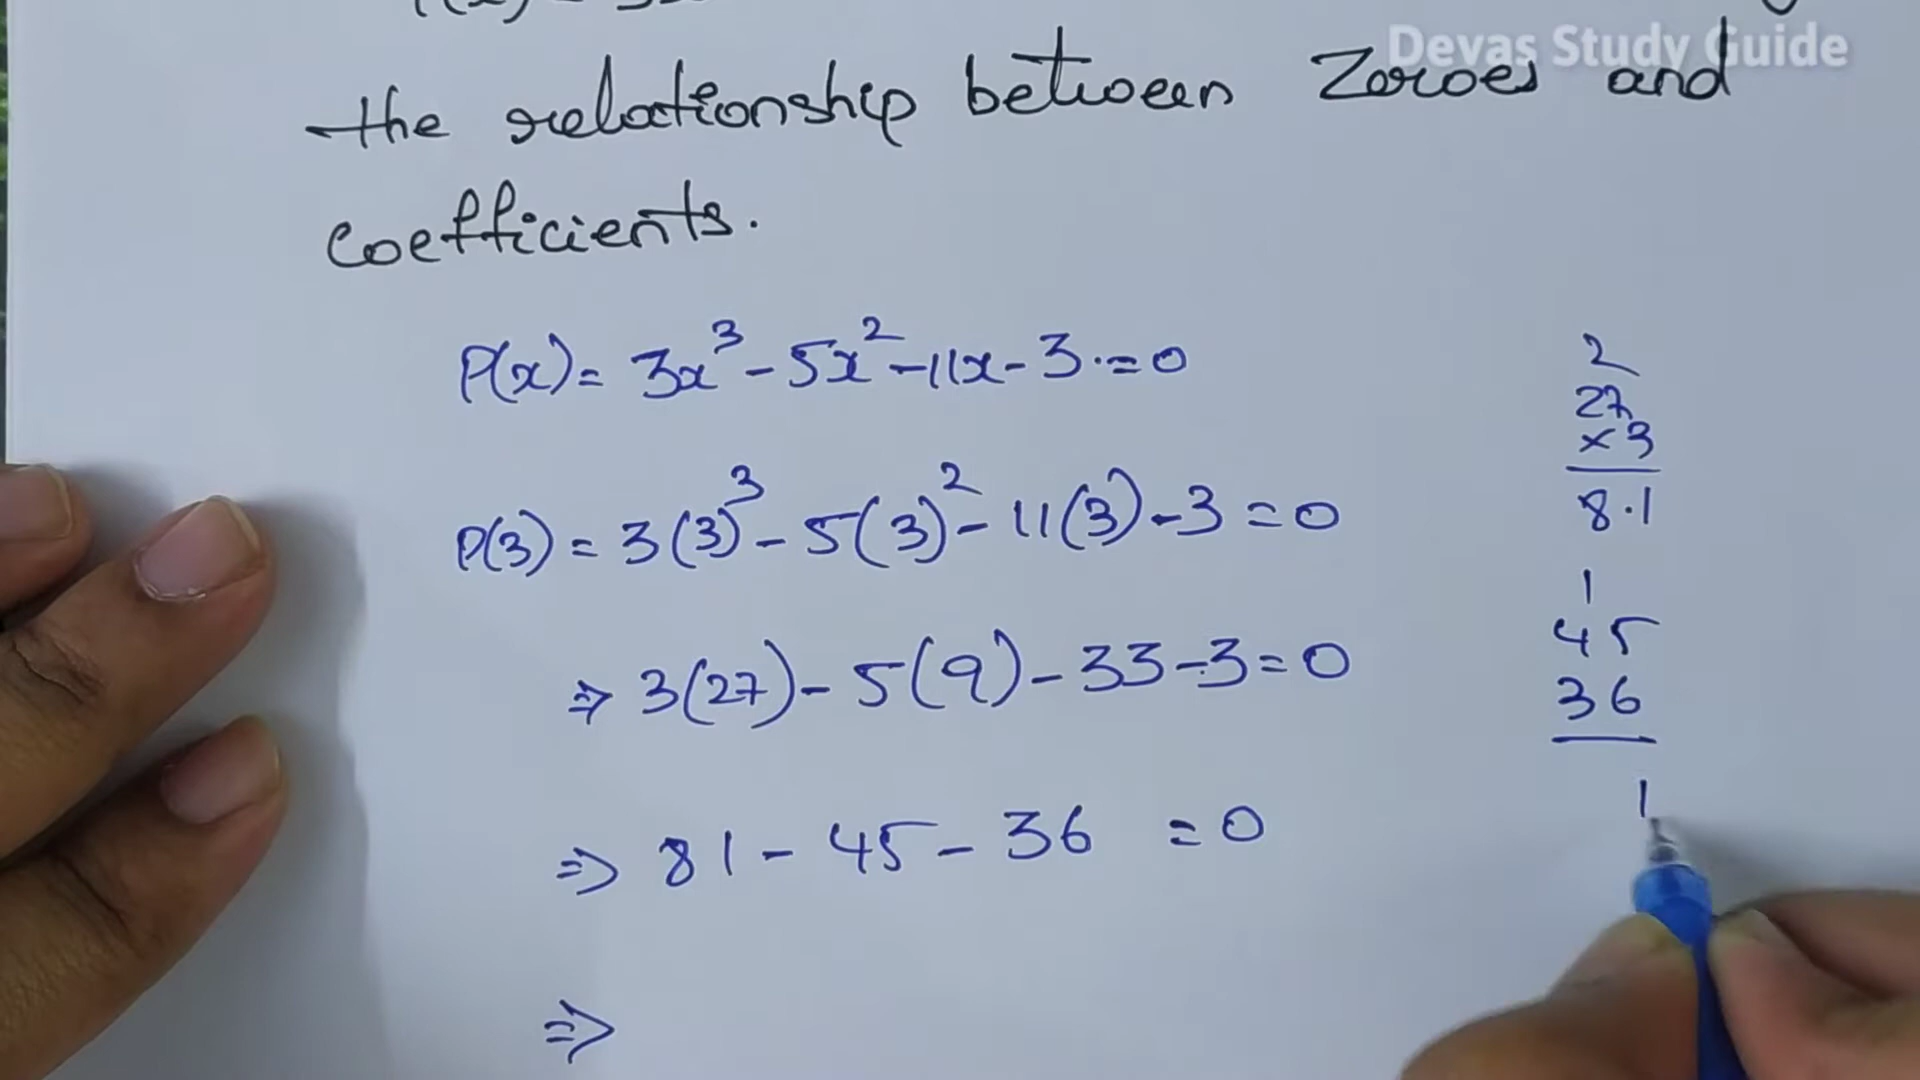 Devas Study Guide
the relationship between Zeroes and
coefficients.
P(x) = 3x³ - 5x² - 11x - 3 . = 0
P(3) = 3(3)³ - 5(3)² - 11(3) - 3 = 0
⇒ 3(27) - 5(9) - 33 - 3 = 0
⇒ 81 - 45 - 36 = 0
⇒
2
27
× 3
8.1
1
45
36
1